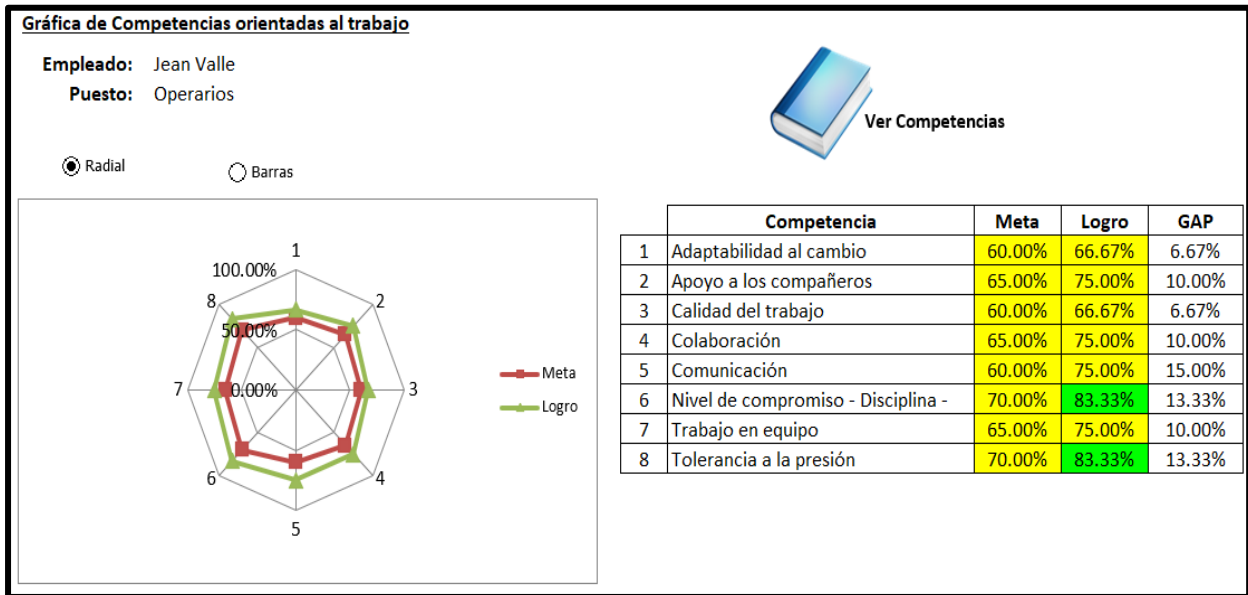 Gráfica de Competencias orientadas al trabajo
Empleado: Jean Valle
Puesto: Operarios
Ver Competencias
Radial
Barras
1
100.00%
8
2
50.00%
7
0.00%
3
6
4
5
Meta
Logro
Competencia Meta Logro GAP
1 Adaptabilidad al cambio 60.00% 66.67% 6.67%
2 Apoyo a los compañeros 65.00% 75.00% 10.00%
3 Calidad del trabajo 60.00% 66.67% 6.67%
4 Colaboración 65.00% 75.00% 10.00%
5 Comunicación 60.00% 75.00% 15.00%
6 Nivel de compromiso - Disciplina - 70.00% 83.33% 13.33%
7 Trabajo en equipo 65.00% 75.00% 10.00%
8 Tolerancia a la presión 70.00% 83.33% 13.33%